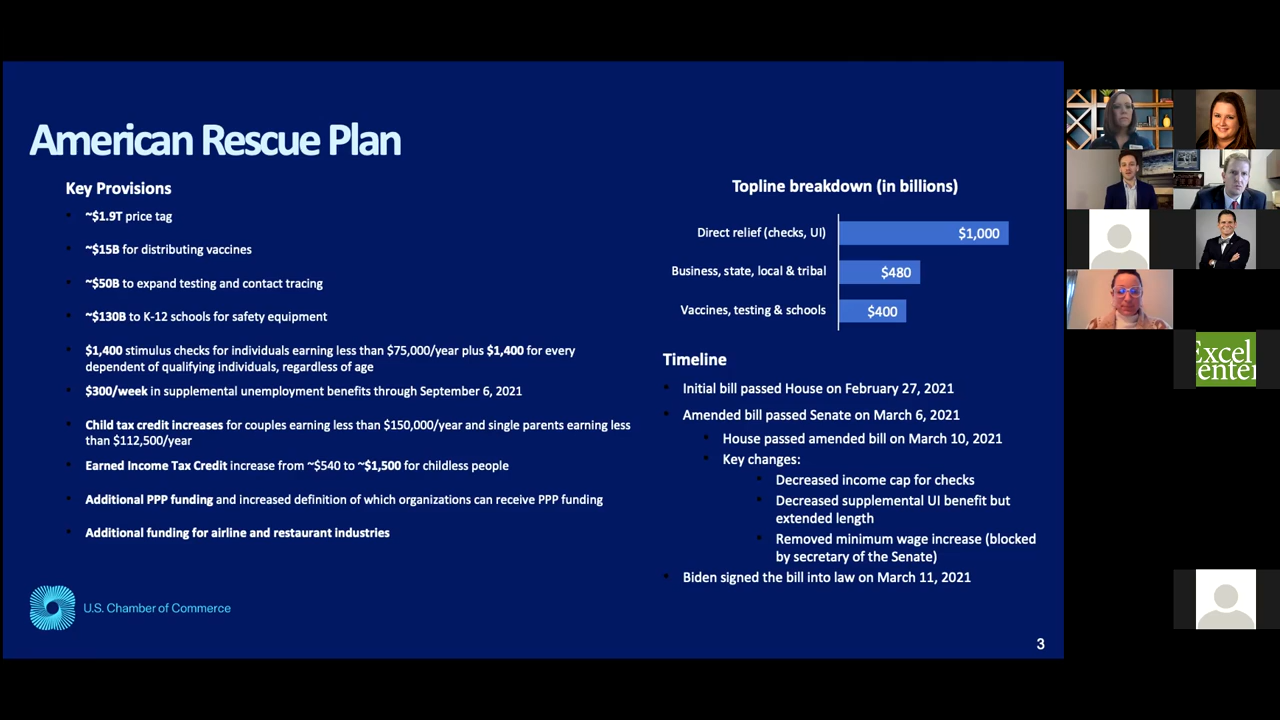 American Rescue Plan
Key Provisions
~$1.9T price tag
~$15B for distributing vaccines
~$50B to expand testing and contact tracing
~$130B to K-12 schools for safety equipment
$1,400 stimulus checks for individuals earning less than $75,000/year plus $1,400 for every
dependent of qualifying individuals, regardless of age
$300/week in supplemental unemployment benefits through September 6, 2021
Child tax credit increases for couples earning less than $150,000/year and single parents earning less
than $112,500/year
Earned Income Tax Credit increase from ~$540 to ~$1,500 for childless people
Additional PPP funding and increased definition of which organizations can receive PPP funding
Additional funding for airline and restaurant industries
U.S. Chamber of Commerce
Topline breakdown (in billions)
Direct relief (checks, UI) $1,000
Business, state, local & tribal $480
Vaccines, testing & schools $400
Timeline
Initial bill passed House on February 27, 2021
Amended bill passed Senate on March 6, 2021
House passed amended bill on March 10, 2021
Key changes:
Decreased income cap for checks
Decreased supplemental UI benefit but
extended length
Removed minimum wage increase (blocked
by secretary of the Senate)
Biden signed the bill into law on March 11, 2021
3
Excel
enter